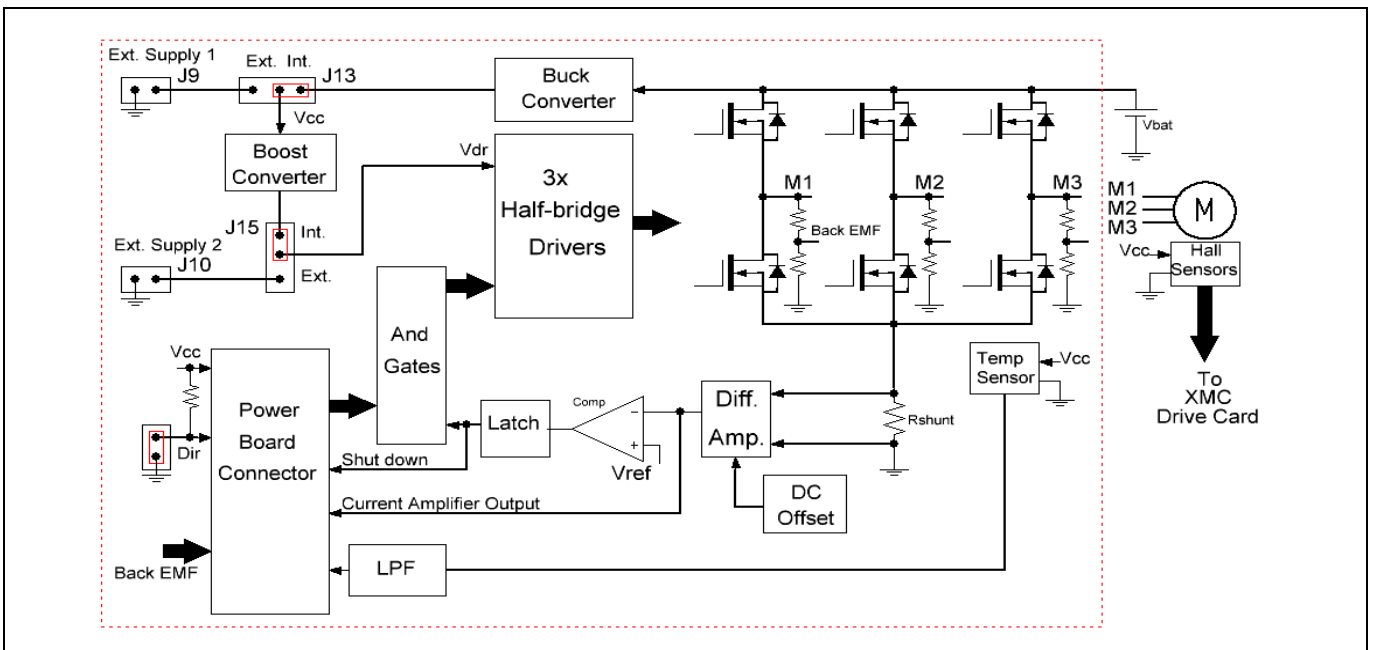 Ext. Supply 1
J9
Ext. Int.
J13
Vcc
Buck
Converter
Vbat
Boost
Converter
Vdr
3x
Half-bridge
Drivers
M1
M2
M3
Back EMF
M1
M2
M3
M
Vcc
Hall
Sensors
J15
Int.
Ext.
Ext. Supply 2
J10
And
Gates
Vcc
Dir
Power
Board
Connector
Shut down
Latch
Comp
Vref
Diff.
Amp.
Rshunt
Temp
Sensor
Vcc
To
XMC
Drive Card
Current Amplifier Output
DC
Offset
Back EMF
LPF